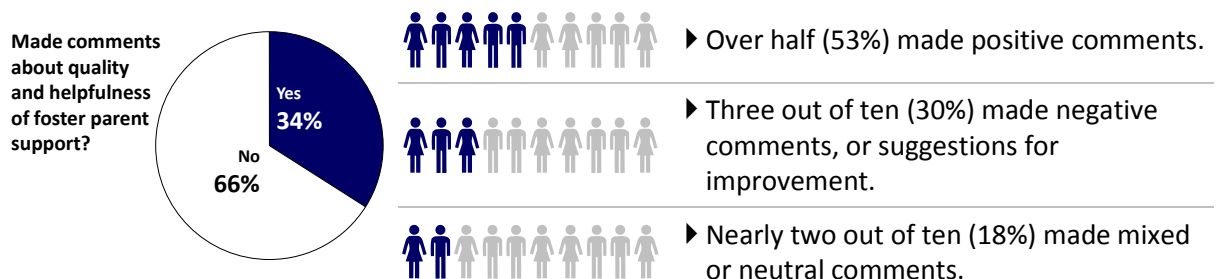 Made comments
about quality
and helpfulness
of foster parent
support?
Yes
34%
No
66%
Over half (53%) made positive comments.
Three out of ten (30%) made negative
comments, or suggestions for
improvement.
Nearly two out of ten (18%) made mixed
or neutral comments.